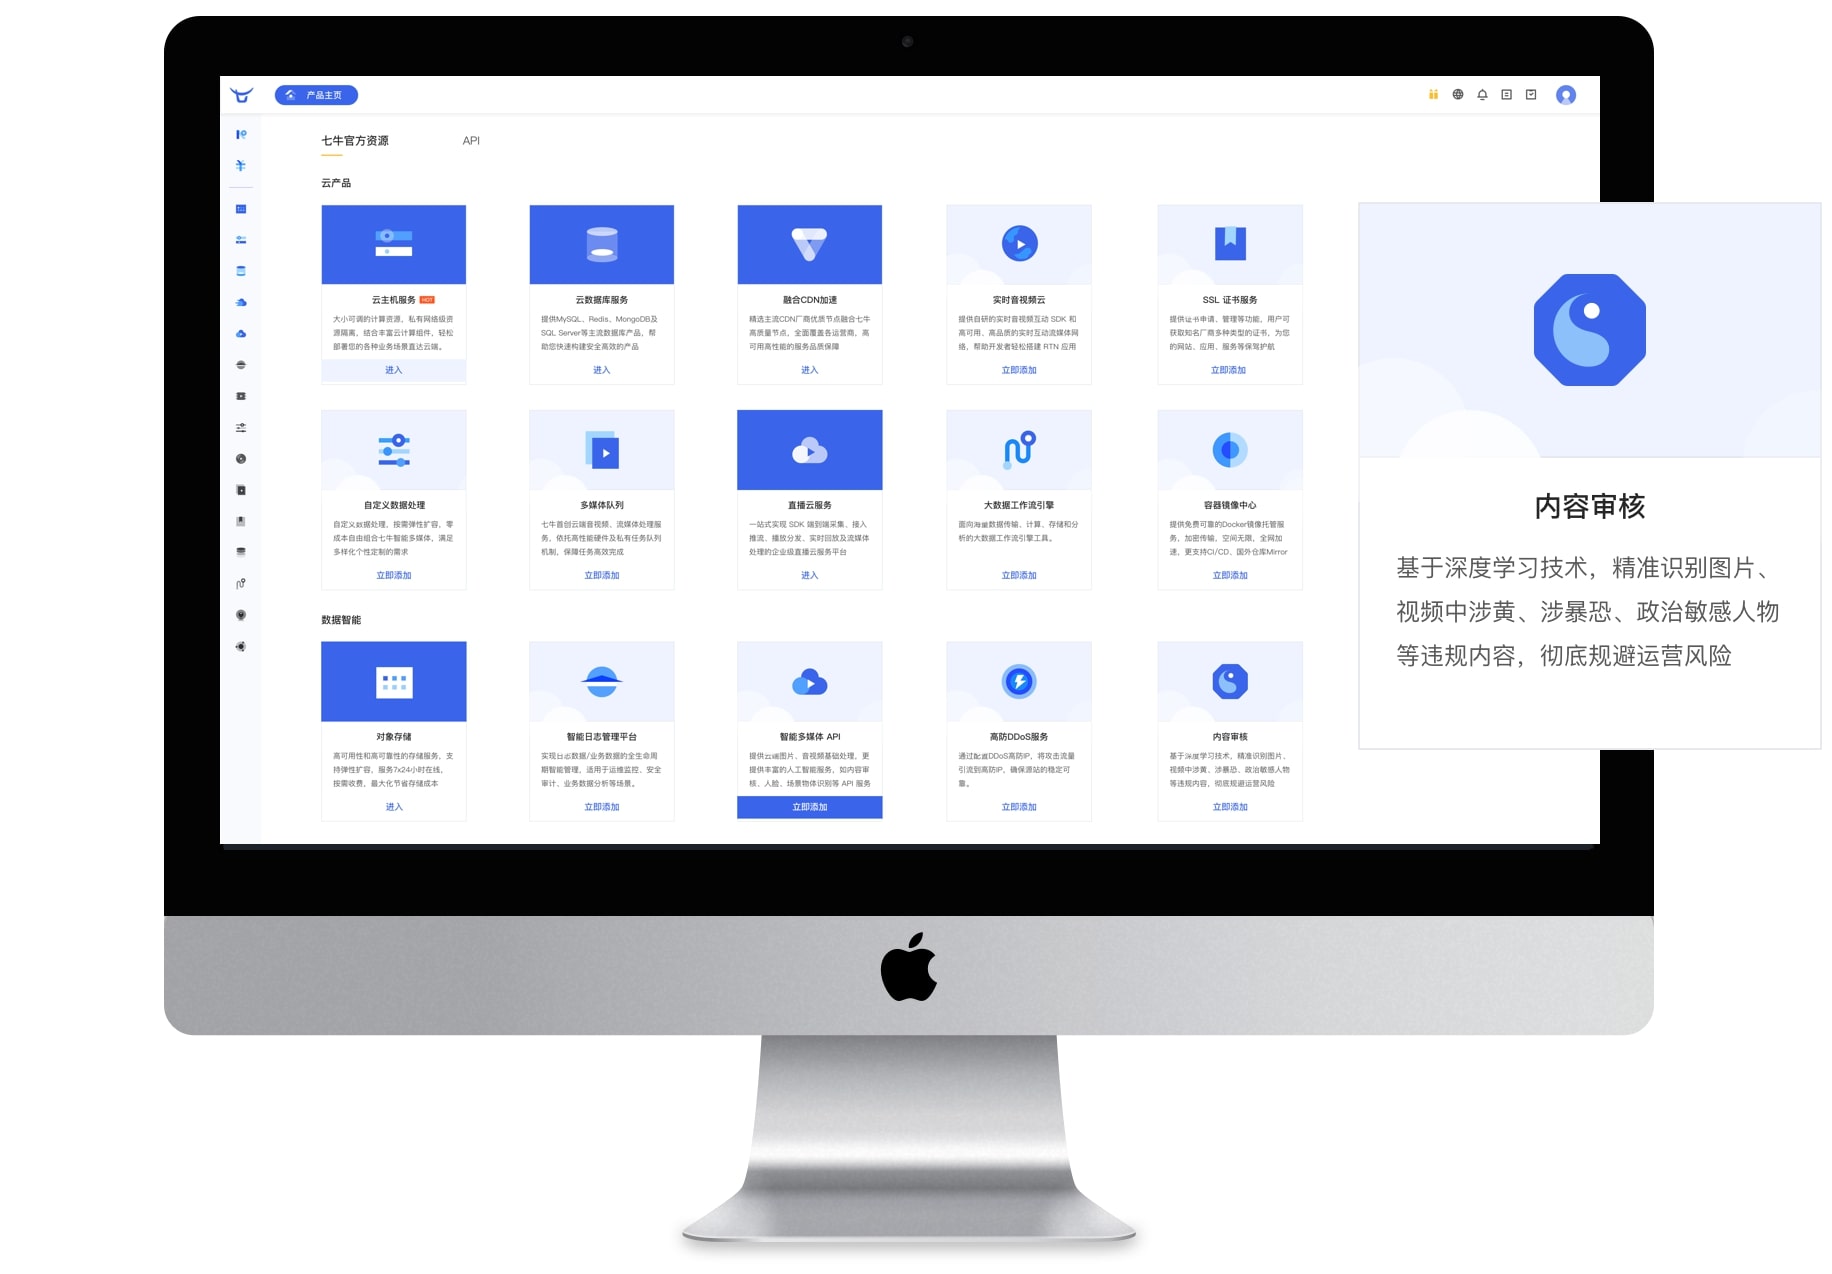 产品主页
七牛官方资源
API
云产品
云主机服务 HOT
大小可调的计算资源，私有网络级资
源隔离，结合丰富云计算组件，轻松
部署您的各种业务场景直达云端。
进入
云数据库服务
提供MySQL、Redis、MongoDB及
SQL Server等主流数据库产品，帮
助您快速构建安全高效的产品
进入
融合CDN加速
精选主流CDN厂商优质节点融合七牛
高质量节点，全面覆盖各运营商，高
可用高性能的服务品质保障
进入
实时音视频云
提供自研的实时音视频互动 SDK 和
高可用、高品质的实时互动流媒体网
络，帮助开发者轻松搭建 RTN 应用
立即添加
SSL 证书服务
提供证书申请、管理等功能，用户可
获取知名厂商多种类型的证书，为您
的网站、应用、服务等保驾护航
立即添加
自定义数据处理
自定义数据处理，按需弹性扩容，零
成本自由组合七牛智能多媒体，满足
多样化个性定制的需求
立即添加
多媒体队列
七牛首创云端音视频、流媒体处理服
务，依托高性能硬件及私有任务队列
机制，保障任务高效完成
立即添加
直播云服务
一站式实现 SDK 端到端采集、接入
推流、播放分发、实时回放及流媒体
处理的企业级直播云服务平台
进入
大数据工作流引擎
面向海量数据传输、计算、存储和分
析的大数据工作流引擎工具。
立即添加
容器镜像中心
提供免费可靠的Docker镜像托管服
务，加密传输，空间无限，全网加
速，更支持CI/CD、国外仓库Mirror
立即添加
数据智能
对象存储
高可用性和高可靠性的存储服务，支
持弹性扩容，服务7x24小时在线，
按需收费，最大化节省存储成本
进入
智能日志管理平台
实现日志数据/业务数据的全生命周
期智能管理，适用于运维监控、安全
审计、业务数据分析等场景。
立即添加
智能多媒体 API
提供云端图片、音视频基础处理，更
提供丰富的人工智能服务，如内容审
核、人脸、场景物体识别等 API 服务
立即添加
高防DDoS服务
通过配置DDoS高防IP，将攻击流量
引流到高防IP，确保源站的稳定可
靠。
立即添加
内容审核
基于深度学习技术，精准识别图片、
视频中涉黄、涉暴恐、政治敏感人物
等违规内容，彻底规避运营风险
立即添加
内容审核
基于深度学习技术，精准识别图片、
视频中涉黄、涉暴恐、政治敏感人物
等违规内容，彻底规避运营风险